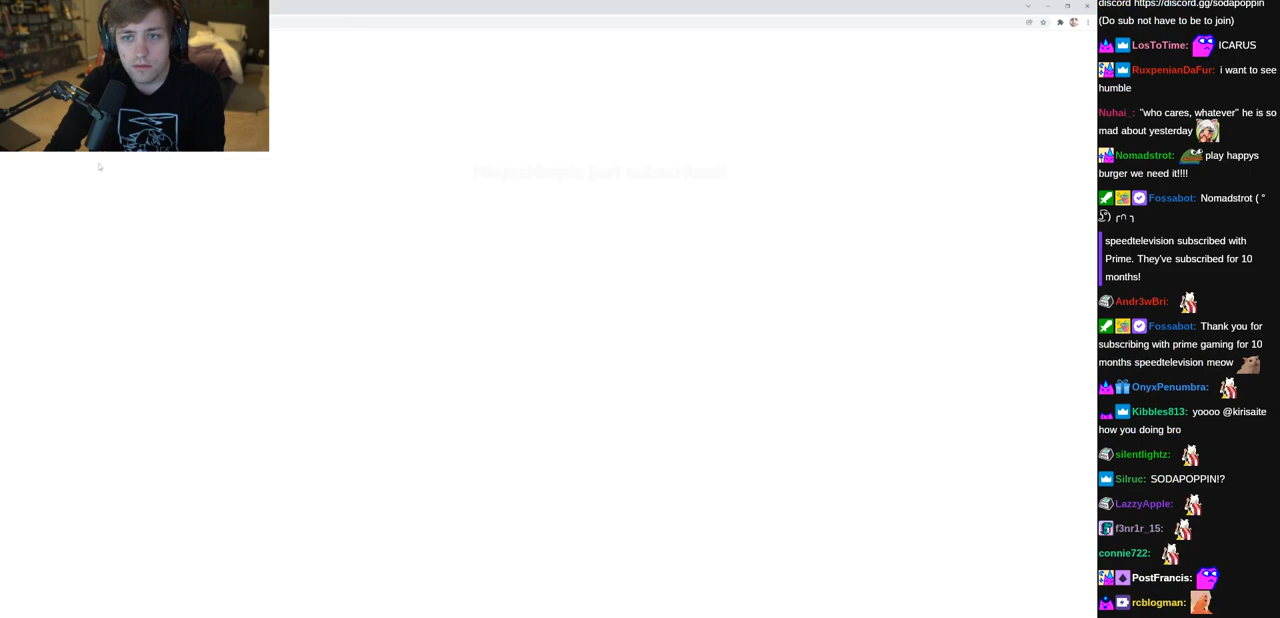 discord https://discord.gg/sodapoppin
(Do sub not have to be to join)
LosToTime: ICARUS
RuxpenianDaFur: i want to see
humble
Nuhai_: "who cares, whatever" he is so
mad about yesterday
Nomadstrot: play happys
burger we need it!!!!
Fossabot: Nomadstrot ( °
speedtelevision subscribed with
Prime. They've subscribed for 10
months!
Andr3wBri:
Fossabot: Thank you for
subscribing with prime gaming for 10
months speedtelevision meow
OnyxPenumbra:
Kibbles813: yoooo @kirisaite
how you doing bro
silentlightz:
Silruc: SODAPOPPIN!?
LazzyApple:
f3nr1r_15:
connie722:
PostFrancis:
rcblogman: